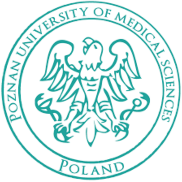 POZNAN UNIVERSITY OF MEDICAL SCIENCES
POLAND